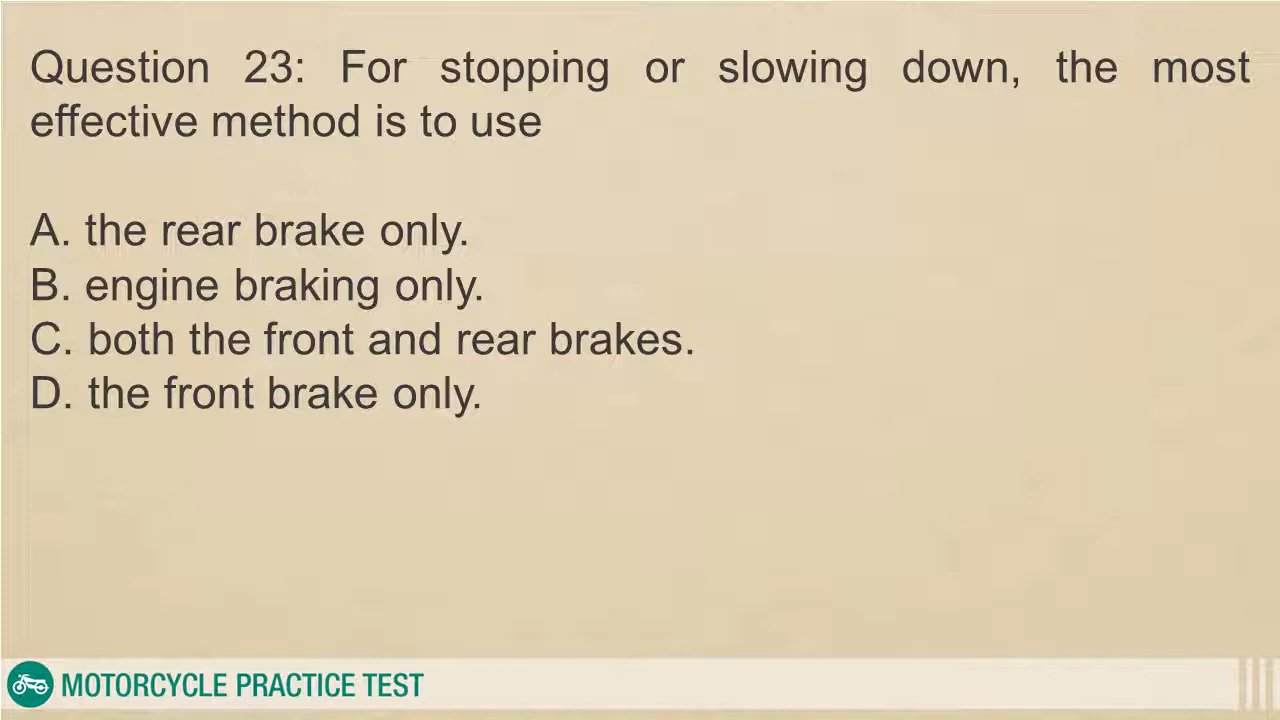 Question 23: For stopping or slowing down, the most
effective method is to use
A. the rear brake only.
B. engine braking only.
C. both the front and rear brakes.
D. the front brake only.
MOTORCYCLE PRACTICE TEST